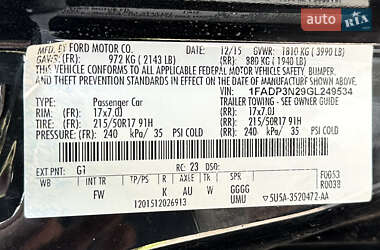 AUTO.RIA
MFD. BY FORD MOTOR CO. DATE: 12/15 GVWR: 1810 KG ( 3990 LB)
GAVR: (FR): 972 KG ( 2143 LB) (RR): 880 KG ( 1940 LB)
THIS VEHICLE CONFORMS TO ALL APPLICABLE FEDERAL MOTOR VEHICLE SAFETY, BUMPER,
AND THEFT PREVENTION STANDARDS IN EFFECT ON THE DATE OF MANUFACTURE SHOWN ABOVE.
VIN: 1FADP3N29GL249534
TYPE: Passenger Car TRAILER TOWING - SEE OWNER GUIDE
RIM: (FR): 17x7.0J (RR): 17x7.0J
TIRE: (FR): 215/50R17 91H (RR): 215/50R17 91H
PRESSURE: (FR): 240 kPa/ 35 PSI COLD (RR): 240 kPa/ 35 PSI COLD
EXT PNT: G1 RC: 23 DSO: F0053
WB INT TR TP/PS R AXLE TR SPR R0038
FW K AU W GGGG
UMU 5U5A-3520472-AA
1201512026913